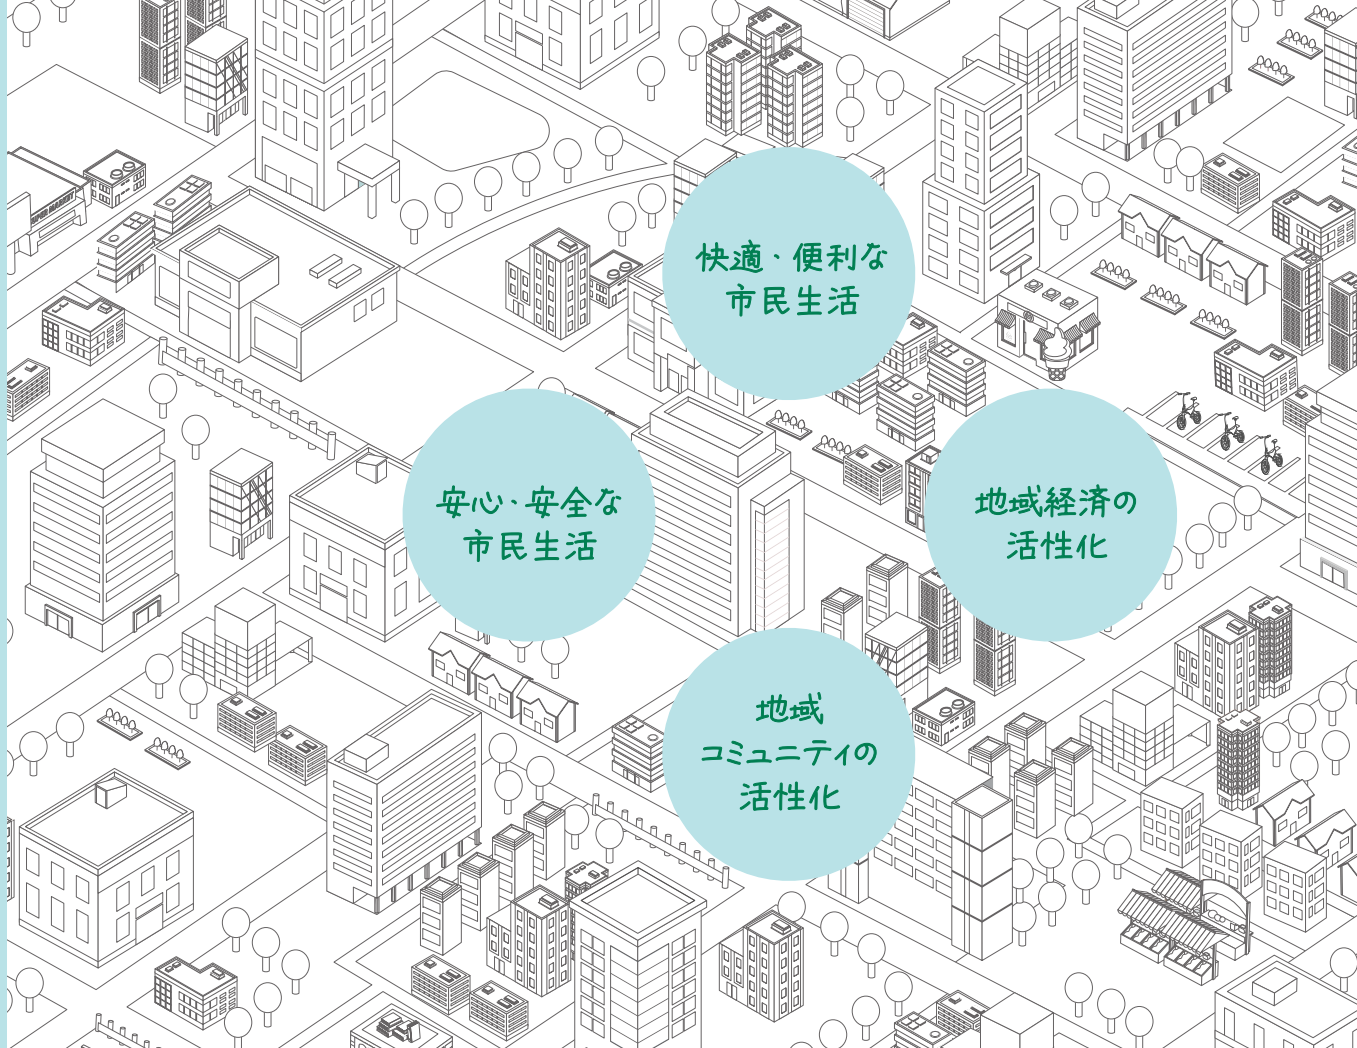 SUPER MARKET
快適・便利な
市民生活
安心・安全な
市民生活
地域経済の
活性化
地域
コミュニティの
活性化